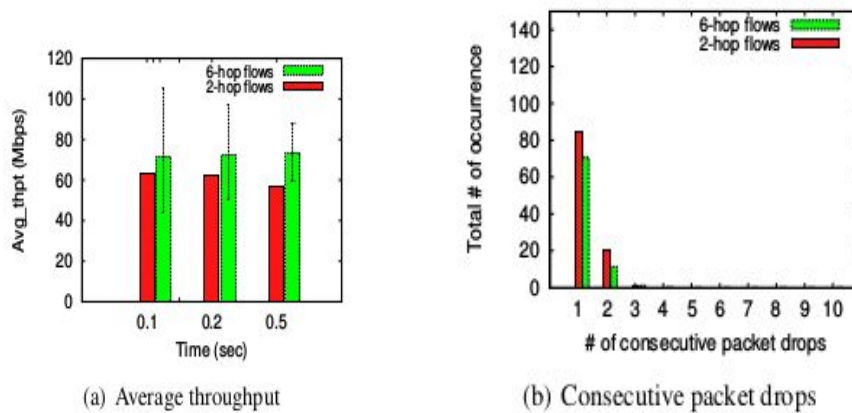 120
100
80
60
40
20
0
Avg_thpt (Mbps)
6-hop flows
2-hop flows
0.1 0.2 0.5
Time (sec)
(a) Average throughput
140
120
100
80
60
40
20
0
Total # of occurrence
6-hop flows
2-hop flows
1 2 3 4 5 6 7 8 9 10
# of consecutive packet drops
(b) Consecutive packet drops